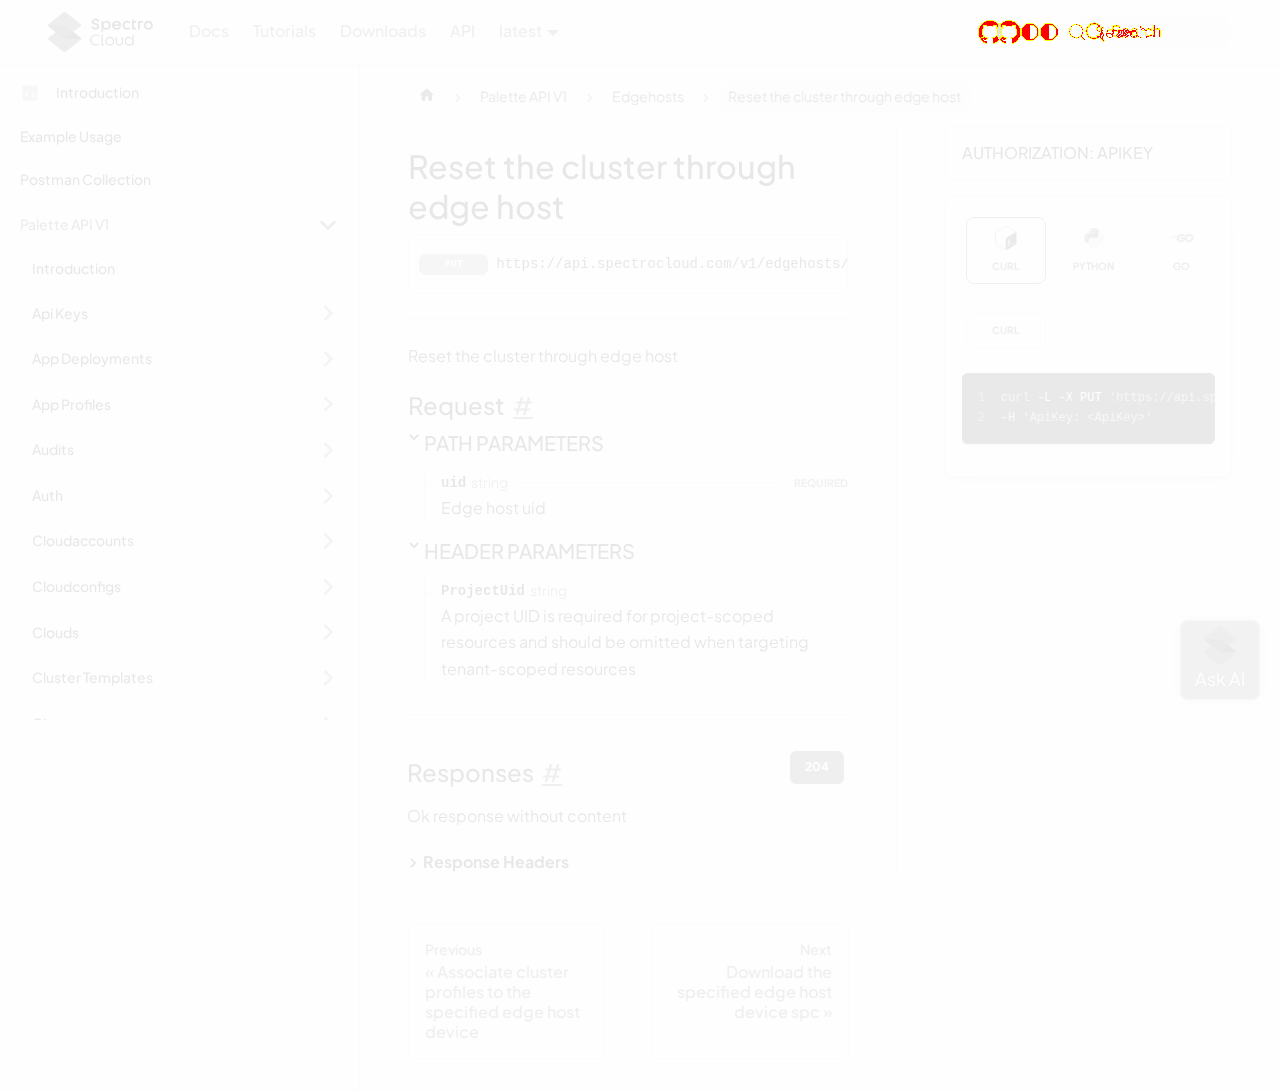 Spectro
Cloud
Docs
Tutorials
Downloads
API
latest
Introduction
Example Usage
Postman Collection
Palette API V1
Introduction
Api Keys
App Deployments
App Profiles
Audits
Auth
Cloudaccounts
Cloudconfigs
Clouds
Cluster Templates
Palette API V1
Edgehosts
Reset the cluster through edge host
Reset the cluster through
edge host
PUT https://api.spectrocloud.com/v1/edgehosts/
Reset the cluster through edge host
Request #
PATH PARAMETERS
uid string REQUIRED
Edge host uid
HEADER PARAMETERS
ProjectUid string
A project UID is required for project-scoped
resources and should be omitted when targeting
tenant-scoped resources
Responses #
204
Ok response without content
Response Headers
Previous
« Associate cluster
profiles to the
specified edge host
device
Next
Download the
specified edge host
device spc »
AUTHORIZATION: APIKEY
CURL
PYTHON
GO
CURL
1 curl -L -X PUT 'https://api.sp
2 -H 'ApiKey: <ApiKey>'
Ask AI